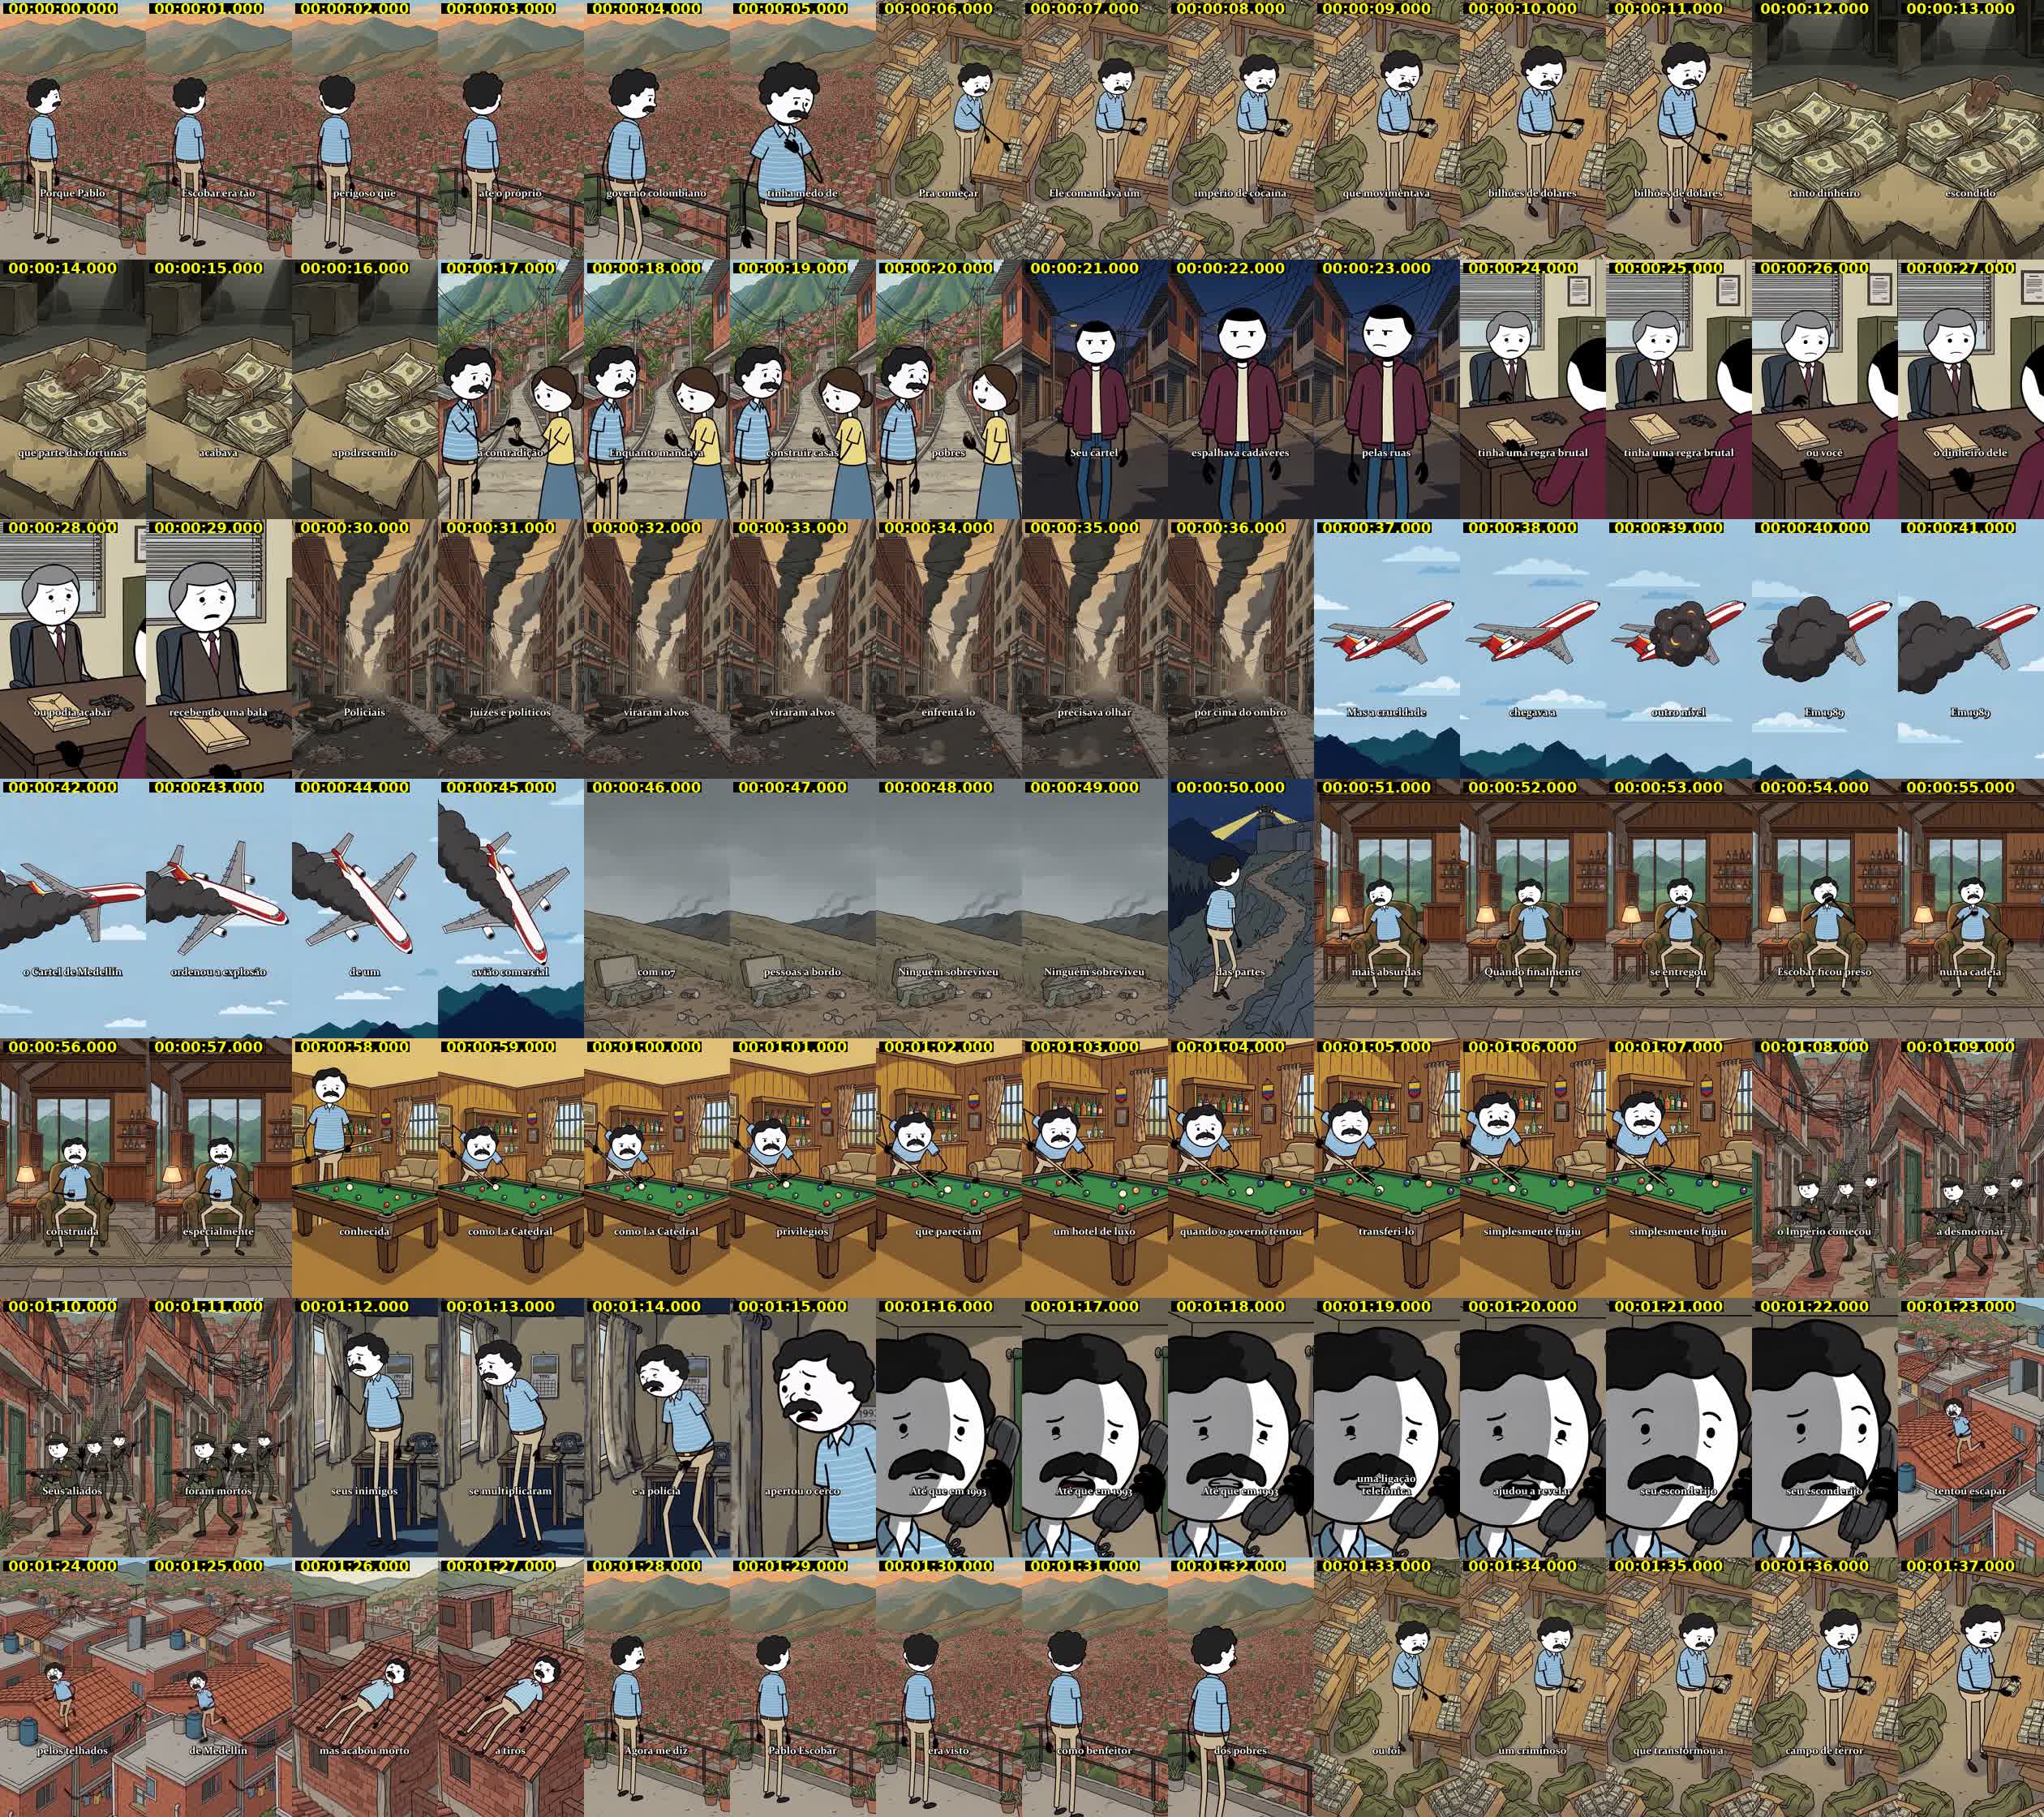 00:00:00.000
Porque Pablo
00:00:01.000
Escobar era tão
00:00:02.000
perigoso que
00:00:03.000
até o próprio
00:00:04.000
governo colombiano
00:00:05.000
tinha medo de
00:00:06.000
Pra começar
00:00:07.000
Ele comandava um
00:00:08.000
império de cocaína
00:00:09.000
que movimentava
00:00:10.000
bilhões de dólares
00:00:11.000
bilhões de dólares
00:00:12.000
tanto dinheiro
00:00:13.000
escondido
00:00:14.000
que parte das fortunas
00:00:15.000
acabava
00:00:16.000
apodrecendo
00:00:17.000
a contradição
00:00:18.000
Enquanto mandava
00:00:19.000
construir casas
00:00:20.000
pobres
00:00:21.000
Seu cartel
00:00:22.000
espalhava cadáveres
00:00:23.000
pelas ruas
00:00:24.000
tinha uma regra brutal
00:00:25.000
tinha uma regra brutal
00:00:26.000
ou você
00:00:27.000
o dinheiro dele
00:00:28.000
ou podia acabar
00:00:29.000
recebendo uma bala
00:00:30.000
Policiais
00:00:31.000
juízes e políticos
00:00:32.000
viraram alvos
00:00:33.000
viraram alvos
00:00:34.000
enfrentá lo
00:00:35.000
precisava olhar
00:00:36.000
por cima do ombro
00:00:37.000
Mas a crueldade
00:00:38.000
chegava a
00:00:39.000
outro nível
00:00:40.000
Em 1989
00:00:41.000
Em 1989
00:00:42.000
o Cartel de Medellín
00:00:43.000
ordenou a explosão
00:00:44.000
de um
00:00:45.000
avião comercial
00:00:46.000
com 107
00:00:47.000
pessoas a bordo
00:00:48.000
Ninguém sobreviveu
00:00:49.000
Ninguém sobreviveu
00:00:50.000
das partes
00:00:51.000
mais absurdas
00:00:52.000
Quando finalmente
00:00:53.000
se entregou
00:00:54.000
Escobar ficou preso
00:00:55.000
numa cadeia
00:00:56.000
construída
00:00:57.000
especialmente
00:00:58.000
conhecida
00:00:59.000
como La Catedral
00:01:00.000
como La Catedral
00:01:01.000
privilégios
00:01:02.000
que pareciam
00:01:03.000
um hotel de luxo
00:01:04.000
quando o governo tentou
00:01:05.000
transferi-lo
00:01:06.000
simplesmente fugiu
00:01:07.000
simplesmente fugiu
00:01:08.000
o Império começou
00:01:09.000
a desmoronar
00:01:10.000
Seus aliados
00:01:11.000
foram mortos
00:01:12.000
seus inimigos
00:01:13.000
1993
se multiplicaram
00:01:14.000
1993
e a polícia
00:01:15.000
1993
apertou o cerco
00:01:16.000
Até que em 1993
00:01:17.000
Até que em 1993
00:01:18.000
Até que em 1993
00:01:19.000
uma ligação
telefônica
00:01:20.000
ajudou a revelar
00:01:21.000
seu esconderijo
00:01:22.000
seu esconderijo
00:01:23.000
tentou escapar
00:01:24.000
pelos telhados
00:01:25.000
de Medellín
00:01:26.000
mas acabou morto
00:01:27.000
a tiros
00:01:28.000
Agora me diz
00:01:29.000
Pablo Escobar
00:01:30.000
era visto
00:01:31.000
como benfeitor
00:01:32.000
dos pobres
00:01:33.000
ou foi
00:01:34.000
um criminoso
00:01:35.000
que transformou a
00:01:36.000
campo de terror
00:01:37.000